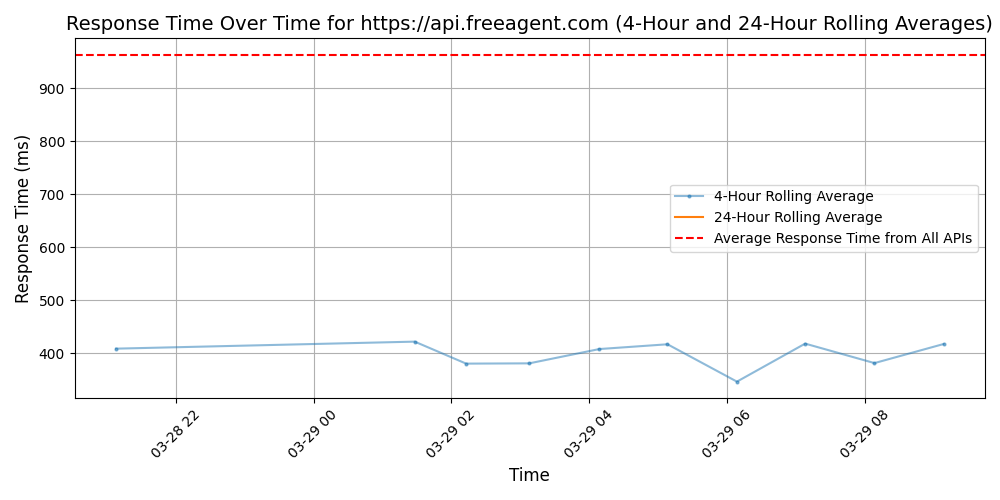 Response Time Over Time for https://api.freeagent.com (4-Hour and 24-Hour Rolling Averages)
Response Time (ms)
900
800
700
600
500
400
4-Hour Rolling Average
24-Hour Rolling Average
Average Response Time from All APIs
03-28 22
03-29 00
03-29 02
03-29 04
03-29 06
03-29 08
Time